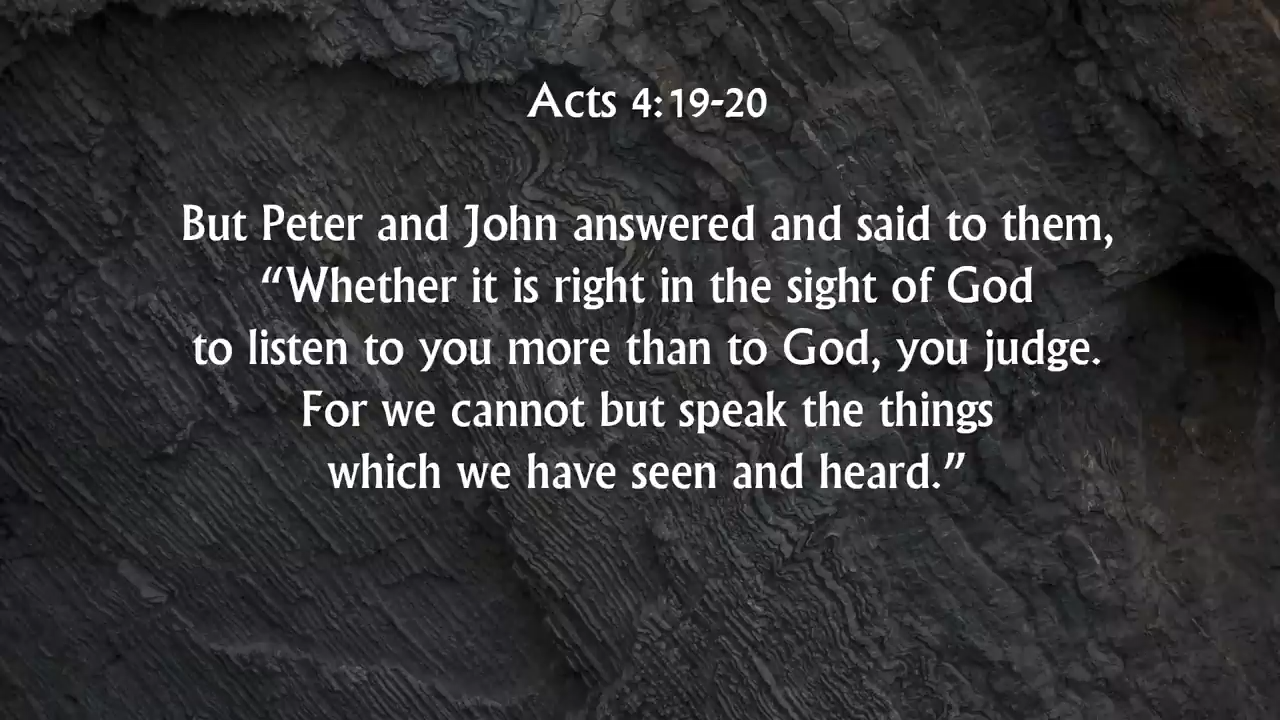 Acts 4:19-20
But Peter and John answered and said to them,
“Whether it is right in the sight of God
to listen to you more than to God, you judge.
For we cannot but speak the things
which we have seen and heard.”